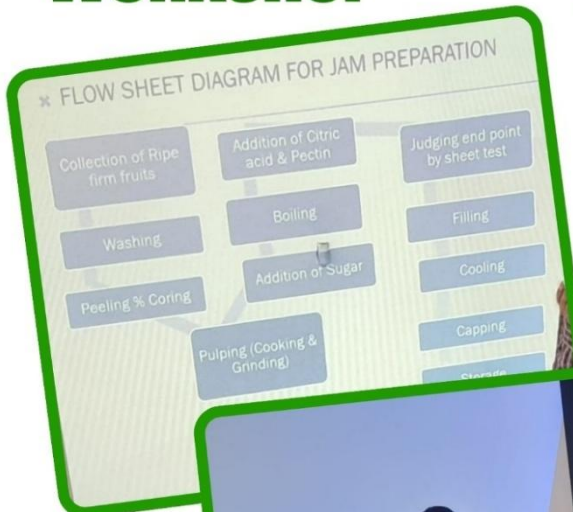 × FLOW SHEET DIAGRAM FOR JAM PREPARATION
Collection of Ripe
firm fruits
Washing
Peeling % Coring
Pulping (Cooking &
Grinding)
Addition of Sugar
Boiling
Addition of Citric
acid & Pectin
Judging end point
by sheet test
Filling
Cooling
Capping
Storage